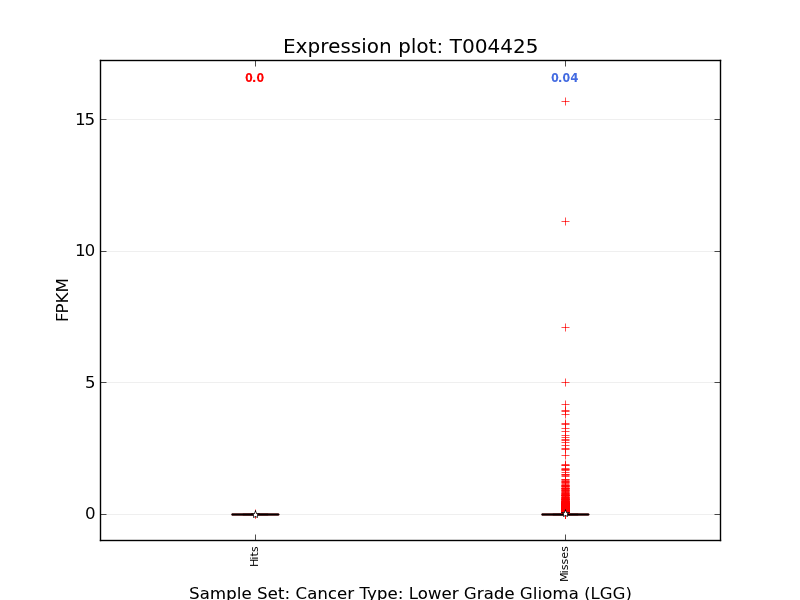 Expression plot: T004425
0.0 0.04
15
10
5
0
FPKM
Hits Misses
Sample Set: Cancer Type: Lower Grade Glioma (LGG)